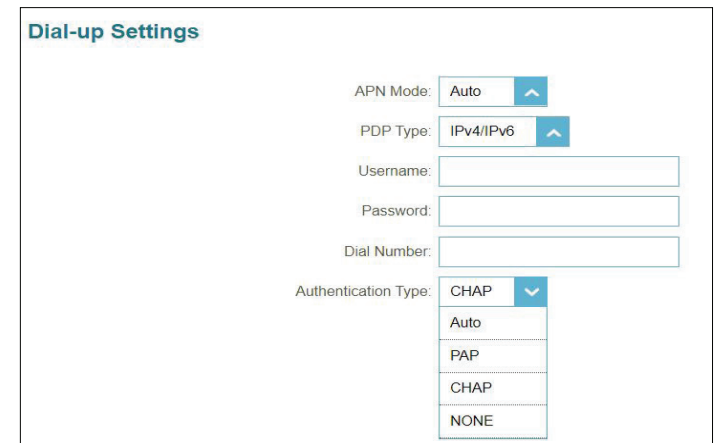 Dial-up Settings
APN Mode: Auto
PDP Type: IPv4/IPv6
Username:
Password:
Dial Number:
Authentication Type: CHAP
Auto
PAP
CHAP
NONE